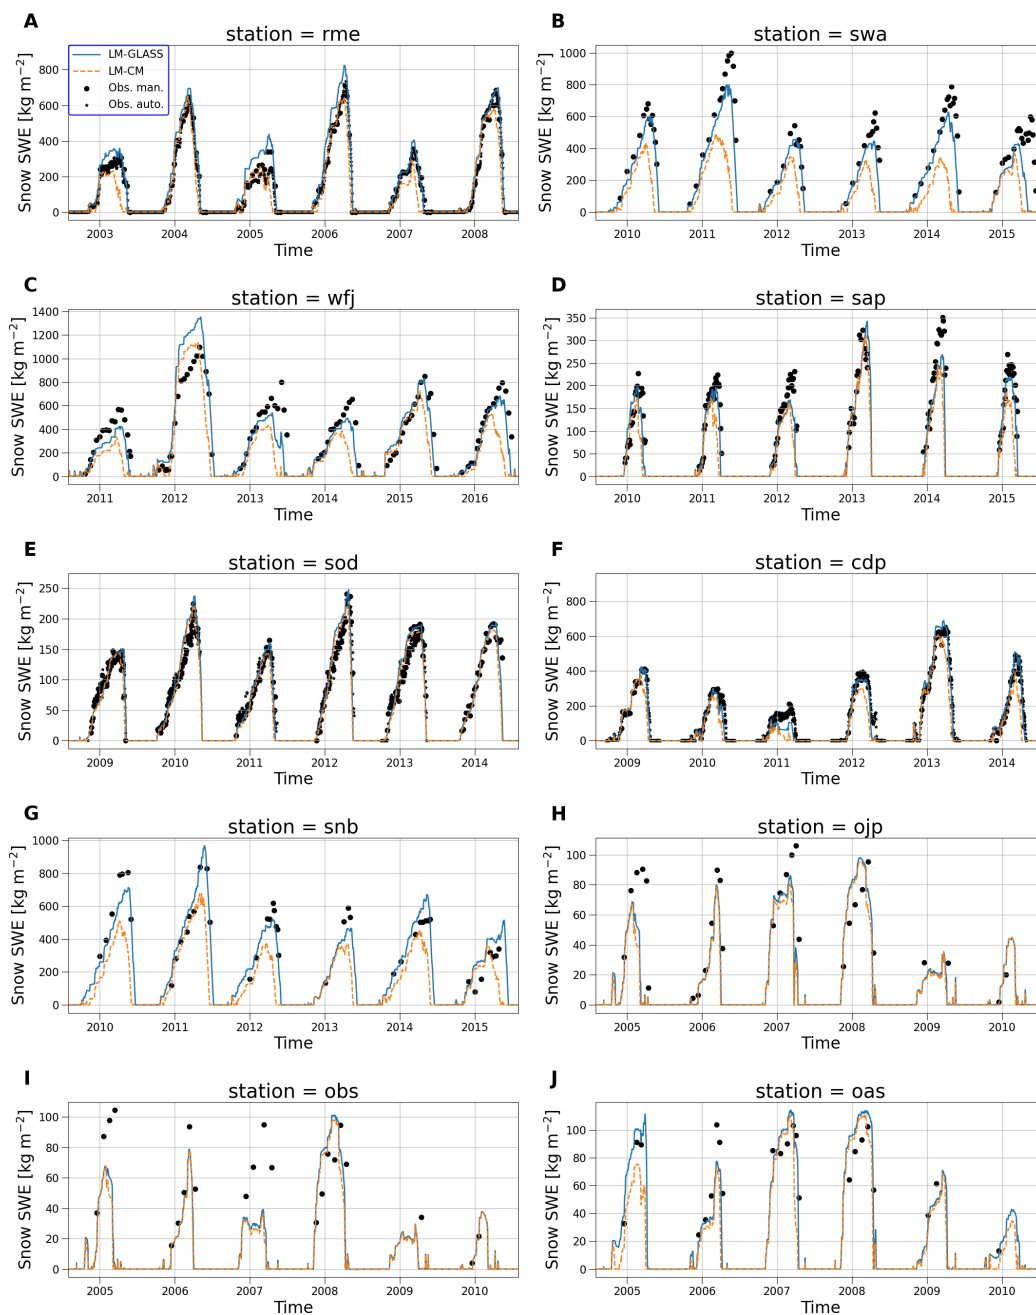 A
station = rme
LM-GLASS
LM-CM
Obs. man.
Obs. auto.
Snow SWE [kg m−2]
0
200
400
600
800
2003
2004
2005
2006
2007
2008
Time
B
station = swa
Snow SWE [kg m−2]
0
200
400
600
800
1000
2010
2011
2012
2013
2014
2015
Time
C
station = wfj
Snow SWE [kg m−2]
0
200
400
600
800
1000
1200
1400
2011
2012
2013
2014
2015
2016
Time
D
station = sap
Snow SWE [kg m−2]
0
50
100
150
200
250
300
350
2010
2011
2012
2013
2014
2015
Time
E
station = sod
Snow SWE [kg m−2]
0
50
100
150
200
250
2009
2010
2011
2012
2013
2014
Time
F
station = cdp
Snow SWE [kg m−2]
0
200
400
600
800
2009
2010
2011
2012
2013
2014
Time
G
station = snb
Snow SWE [kg m−2]
0
200
400
600
800
1000
2010
2011
2012
2013
2014
2015
Time
H
station = ojp
Snow SWE [kg m−2]
0
20
40
60
80
100
2005
2006
2007
2008
2009
2010
Time
I
station = obs
Snow SWE [kg m−2]
0
20
40
60
80
100
2005
2006
2007
2008
2009
2010
Time
J
station = oas
Snow SWE [kg m−2]
0
20
40
60
80
100
2005
2006
2007
2008
2009
2010
Time